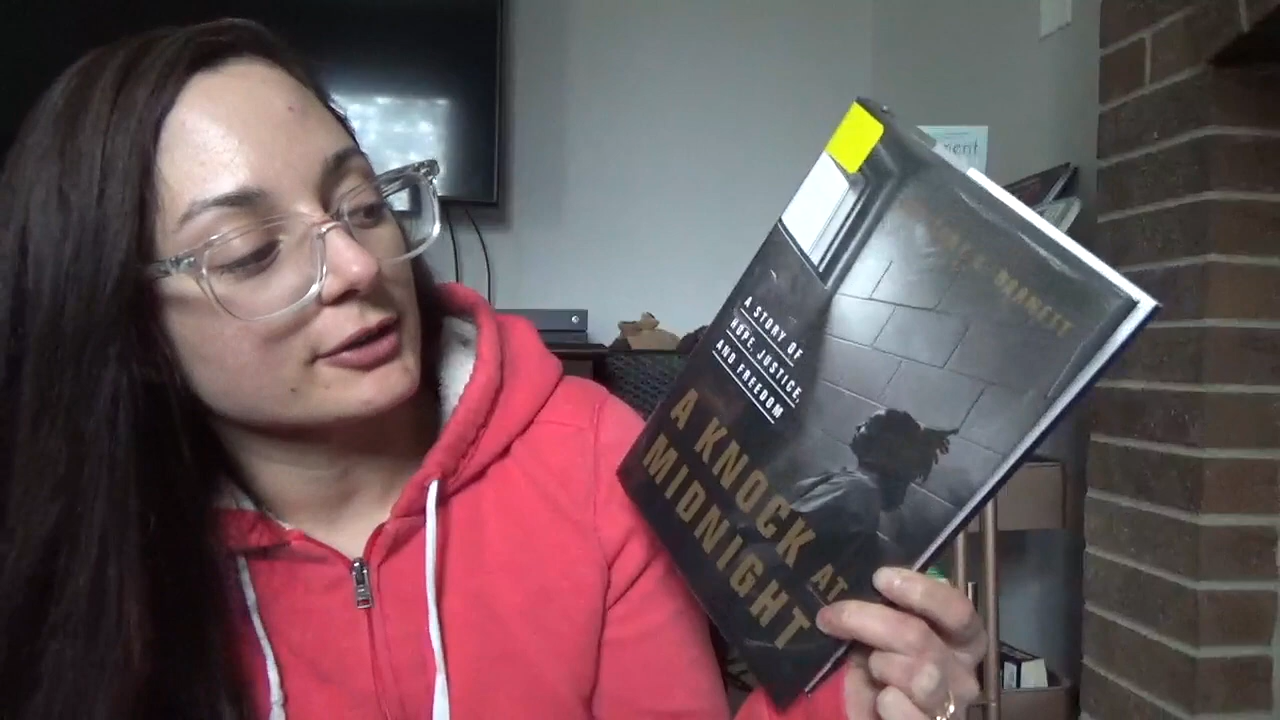 A STORY OF
HOPE, JUSTICE,
AND FREEDOM
A KNOCK AT
MIDNIGHT